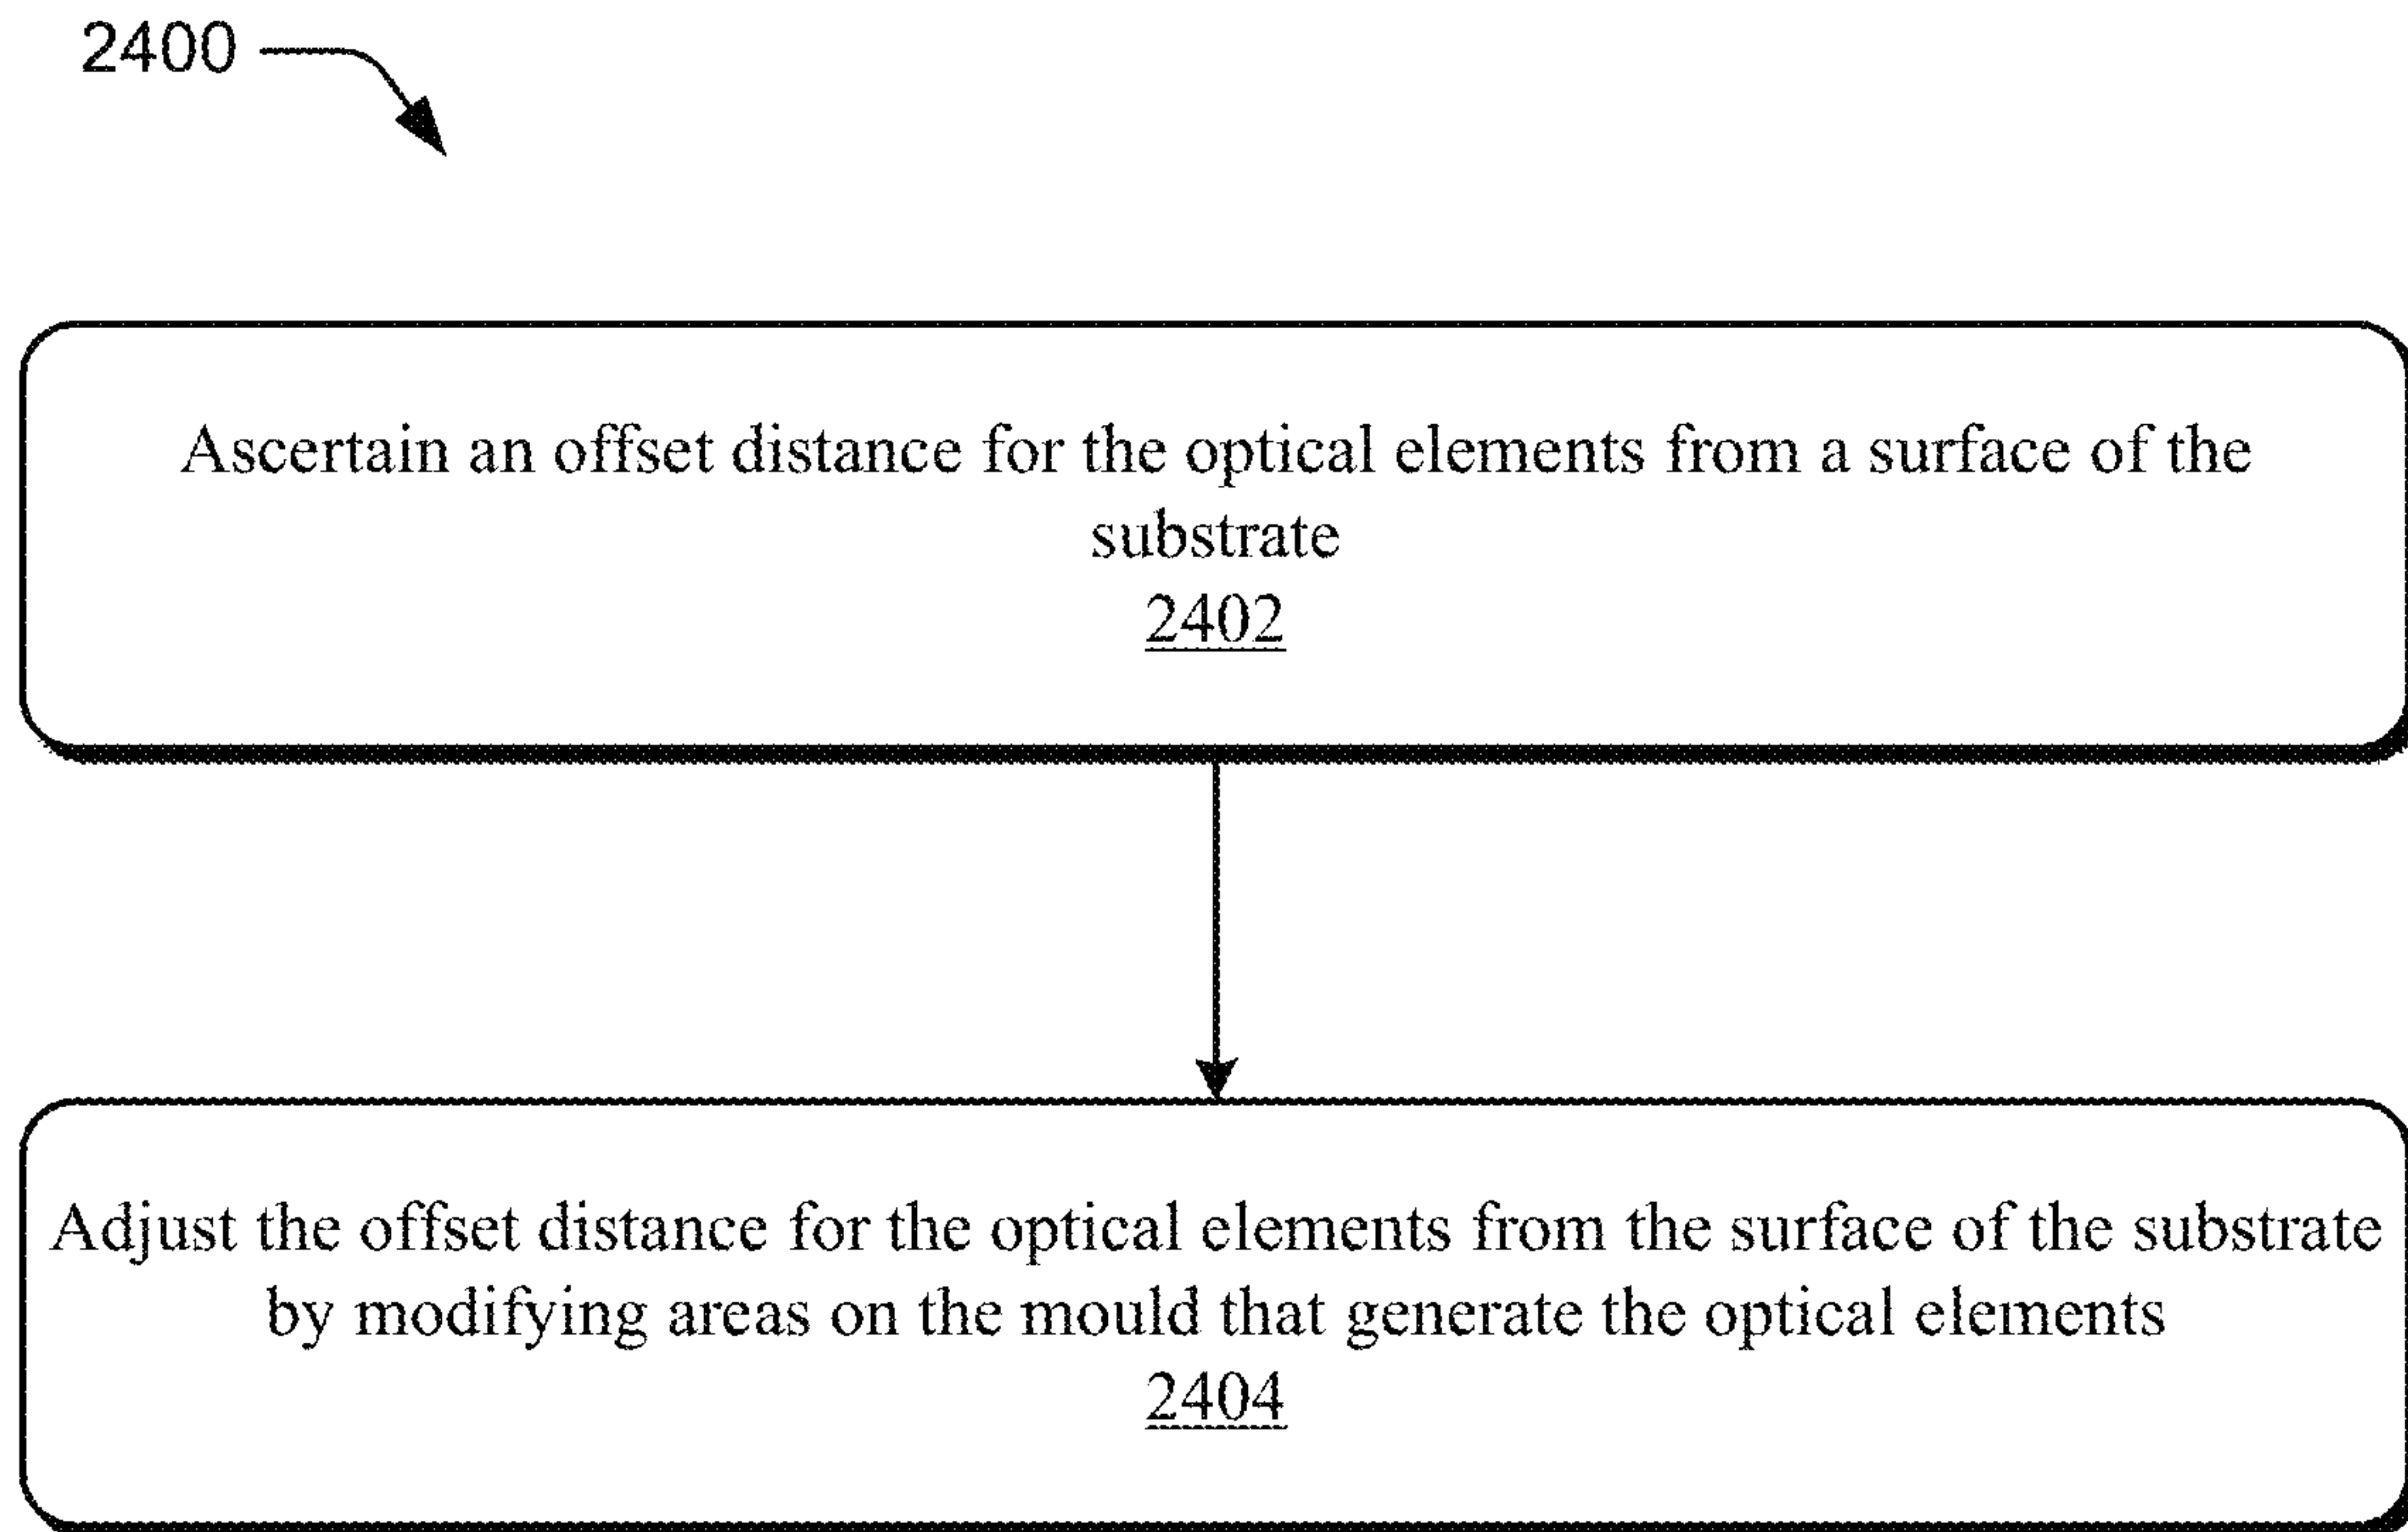 2400
Ascertain an offset distance for the optical elements from a surface of the
substrate
2402
Adjust the offset distance for the optical elements from the surface of the substrate
by modifying areas on the mould that generate the optical elements
2404